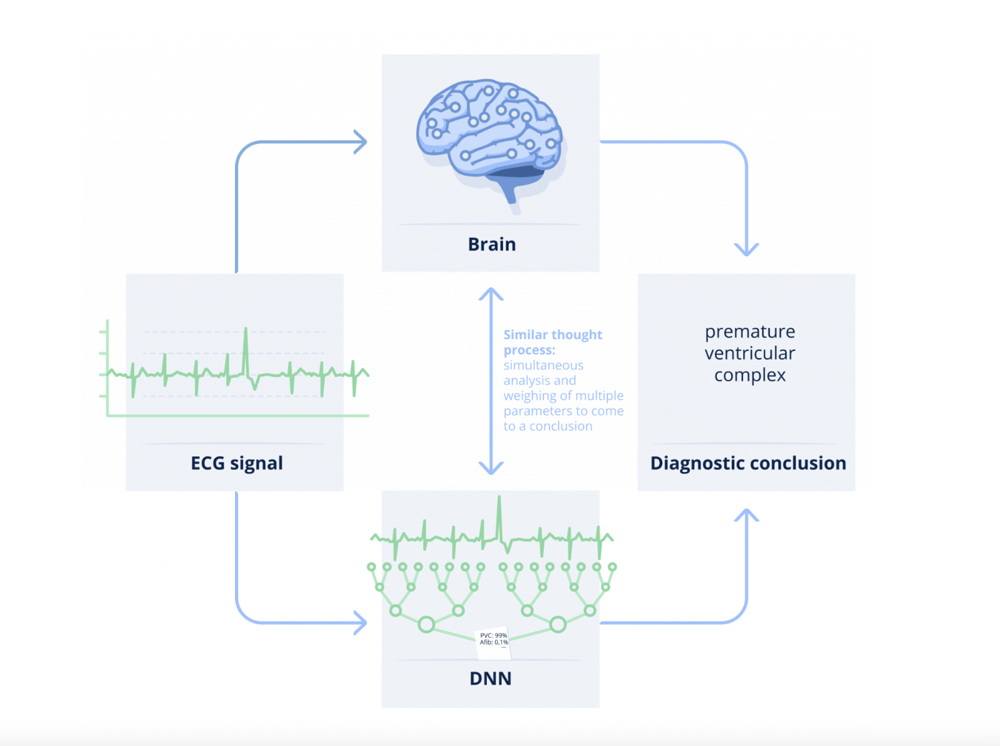 Brain
Similar thought
process:
simultaneous
analysis and
weighing of multiple
parameters to come
to a conclusion
premature
ventricular
complex
ECG signal
Diagnostic conclusion
PVC: 99%
Afib: 0,1%
...
DNN